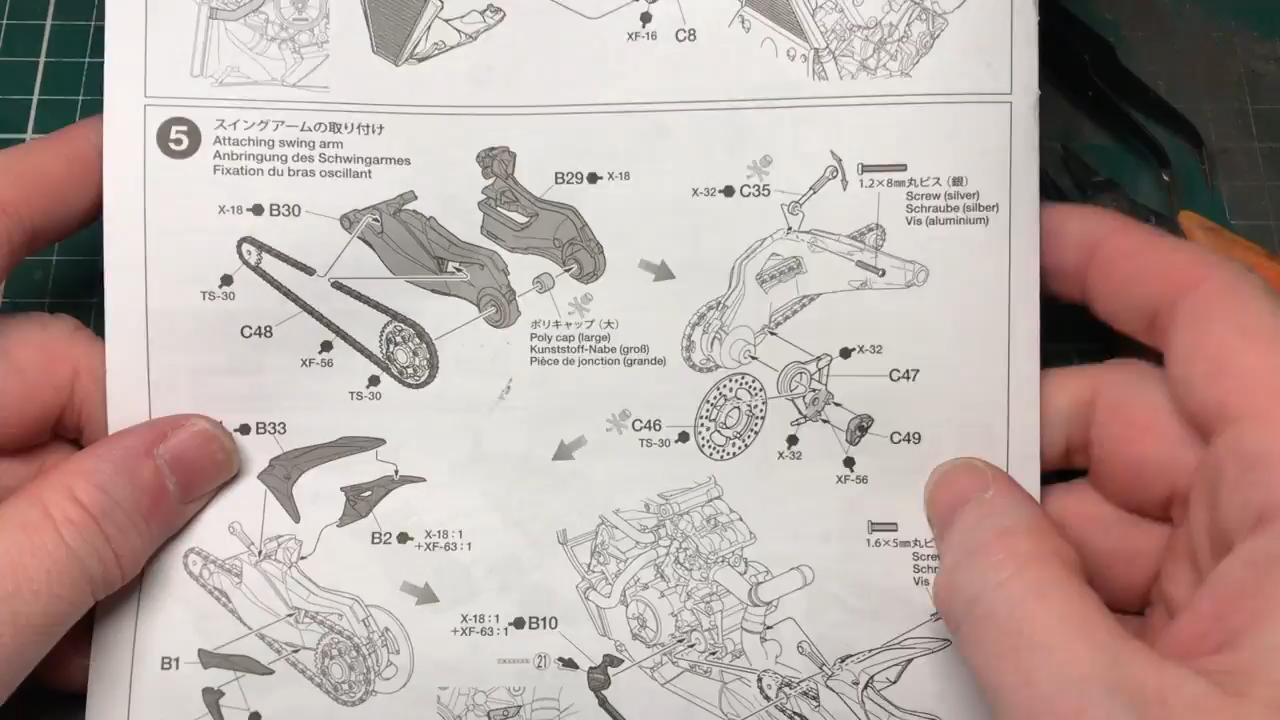 XF-16 C8
5
スイングアームの取り付け
Attaching swing arm
Anbringung des Schwingarmes
Fixation du bras oscillant
B29 X-18
X-18 B30
TS-30
C48
XF-56
TS-30
ポリキャップ（大）
Poly cap (large)
Kunststoff-Nabe (groß)
Pièce de jonction (grande)
X-32 C35
1.2×8mm丸ビス（銀）
Screw (silver)
Schraube (silber)
Vis (aluminium)
X-32
C47
C46
TS-30
C49
X-32
XF-56
B33
B2 X-18 : 1
+XF-63 : 1
1.6×5mm丸ビ
Vis
X-18 : 1
+XF-63 : 1
B10
21
B1